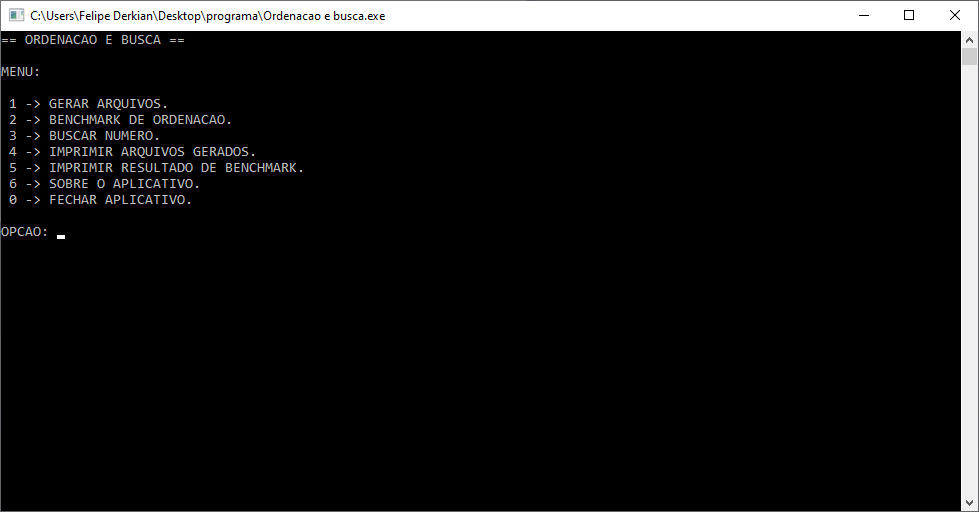 C:\Users\Felipe Derkian\Desktop\programa\Ordenacao e busca.exe
== ORDENACAO E BUSCA ==
MENU:
1 -> GERAR ARQUIVOS.
2 -> BENCHMARK DE ORDENACAO.
3 -> BUSCAR NUMERO.
4 -> IMPRIMIR ARQUIVOS GERADOS.
5 -> IMPRIMIR RESULTADO DE BENCHMARK.
6 -> SOBRE O APLICATIVO.
0 -> FECHAR APLICATIVO.
OPCAO: